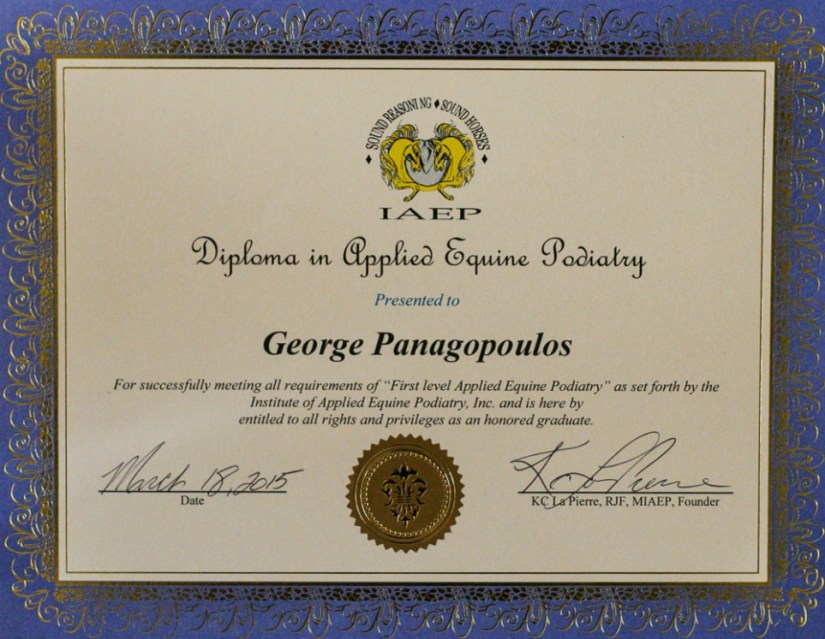 SOUND REASONING ♦ SOUND HORSES
IAEP
Diploma in Applied Equine Podiatry
Presented to
George Panagopoulos
For successfully meeting all requirements of “First level Applied Equine Podiatry” as set forth by the
Institute of Applied Equine Podiatry, Inc. and is here by
entitled to all rights and privileges as an honored graduate.
March 18, 2015
Date
KC La Pierre
KC La Pierre, RJF, MIAEP, Founder